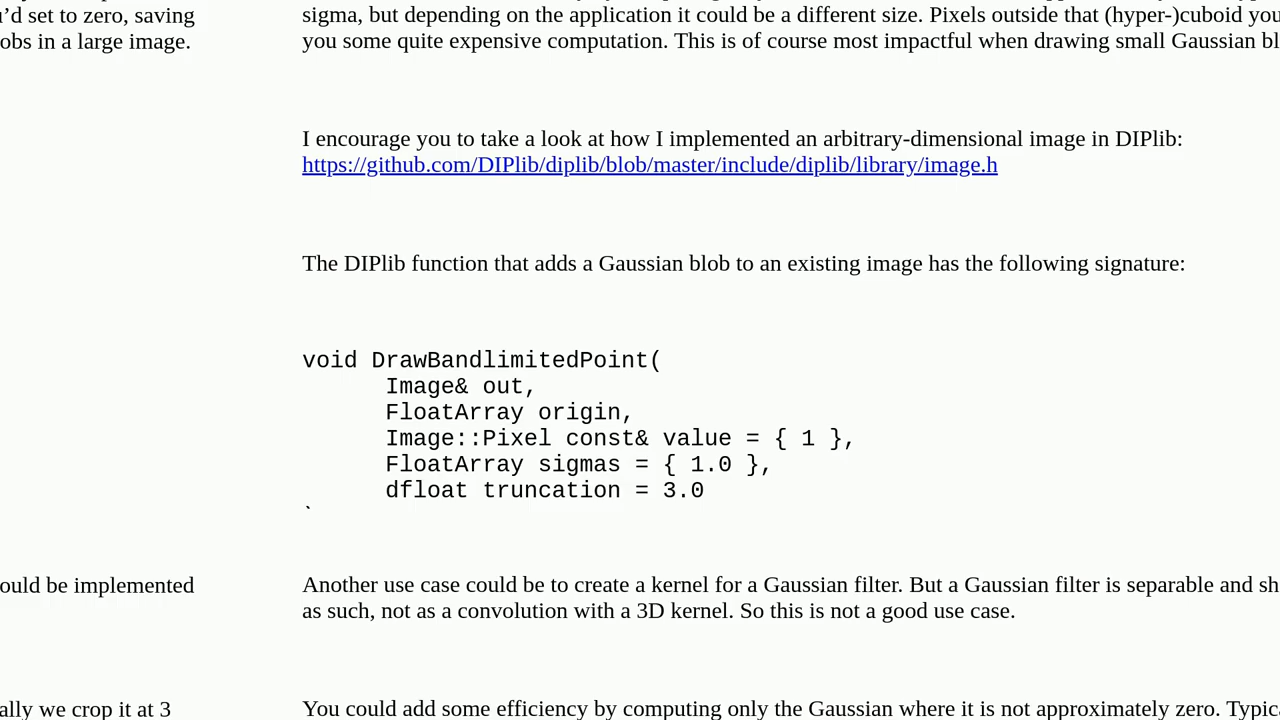 u'd set to zero, saving
obs in a large image.
sigma, but depending on the application it could be a different size. Pixels outside that (hyper-)cuboid you
you some quite expensive computation. This is of course most impactful when drawing small Gaussian bl
I encourage you to take a look at how I implemented an arbitrary-dimensional image in DIPlib:
https://github.com/DIPlib/diplib/blob/master/include/diplib/library/image.h
The DIPlib function that adds a Gaussian blob to an existing image has the following signature:
void DrawBandlimitedPoint(
Image& out,
FloatArray origin,
Image::Pixel const& value = { 1 },
FloatArray sigmas = { 1.0 },
dfloat truncation = 3.0
ould be implemented
Another use case could be to create a kernel for a Gaussian filter. But a Gaussian filter is separable and sh
as such, not as a convolution with a 3D kernel. So this is not a good use case.
ally we crop it at 3
You could add some efficiency by computing only the Gaussian where it is not approximately zero. Typic